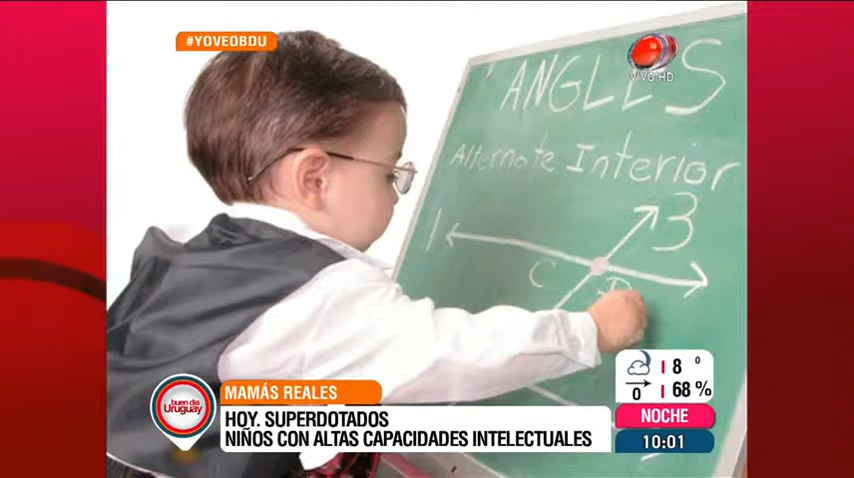 #YOVEOBDU
VIVO HD
ANGLES
Alternate Interior
1
3
C
D
buen día
Uruguay
MAMÁS REALES
HOY. SUPERDOTADOS
NIÑOS CON ALTAS CAPACIDADES INTELECTUALES
8°
0
68 %
NOCHE
10:01